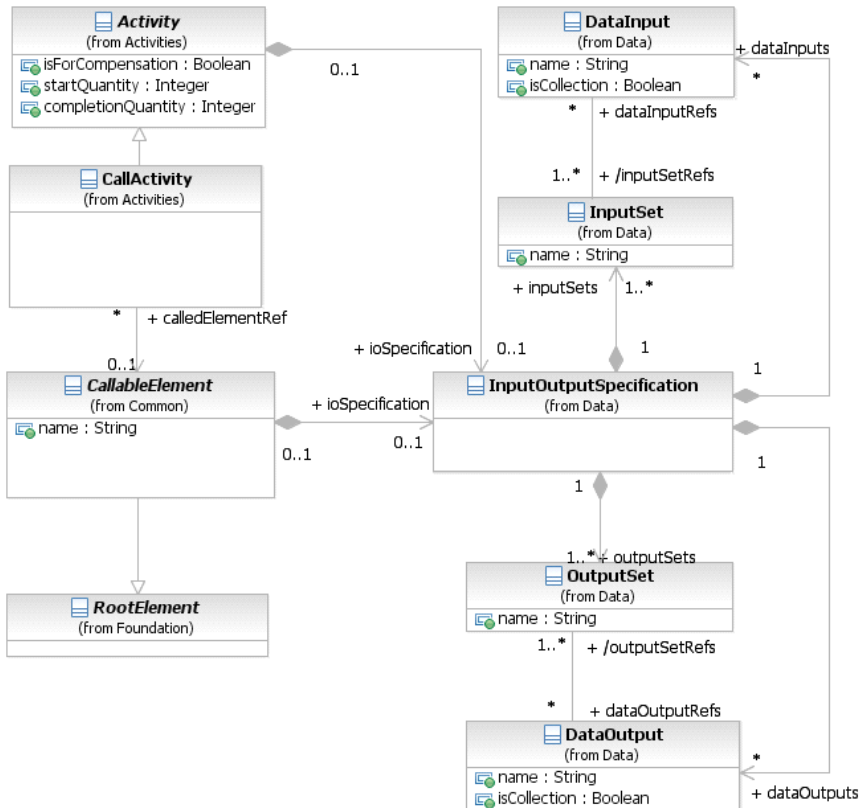 Activity
(from Activities)
isForCompensation : Boolean
startQuantity : Integer
completionQuantity : Integer
0..1
DataInput
(from Data)
name : String
isCollection : Boolean
+ dataInputs
*
* + dataInputRefs
1..* + /inputSetRefs
CallActivity
(from Activities)
InputSet
(from Data)
name : String
+ inputSets 1..*
* + calledElementRef
0..1
+ ioSpecification 0..1
1
1
CallableElement
(from Common)
name : String
+ ioSpecification
0..1
0..1
InputOutputSpecification
(from Data)
1
1
1..* + outputSets
OutputSet
(from Data)
name : String
1..* + /outputSetRefs
RootElement
(from Foundation)
* + dataOutputRefs
DataOutput
(from Data)
name : String
isCollection : Boolean
*
+ dataOutputs